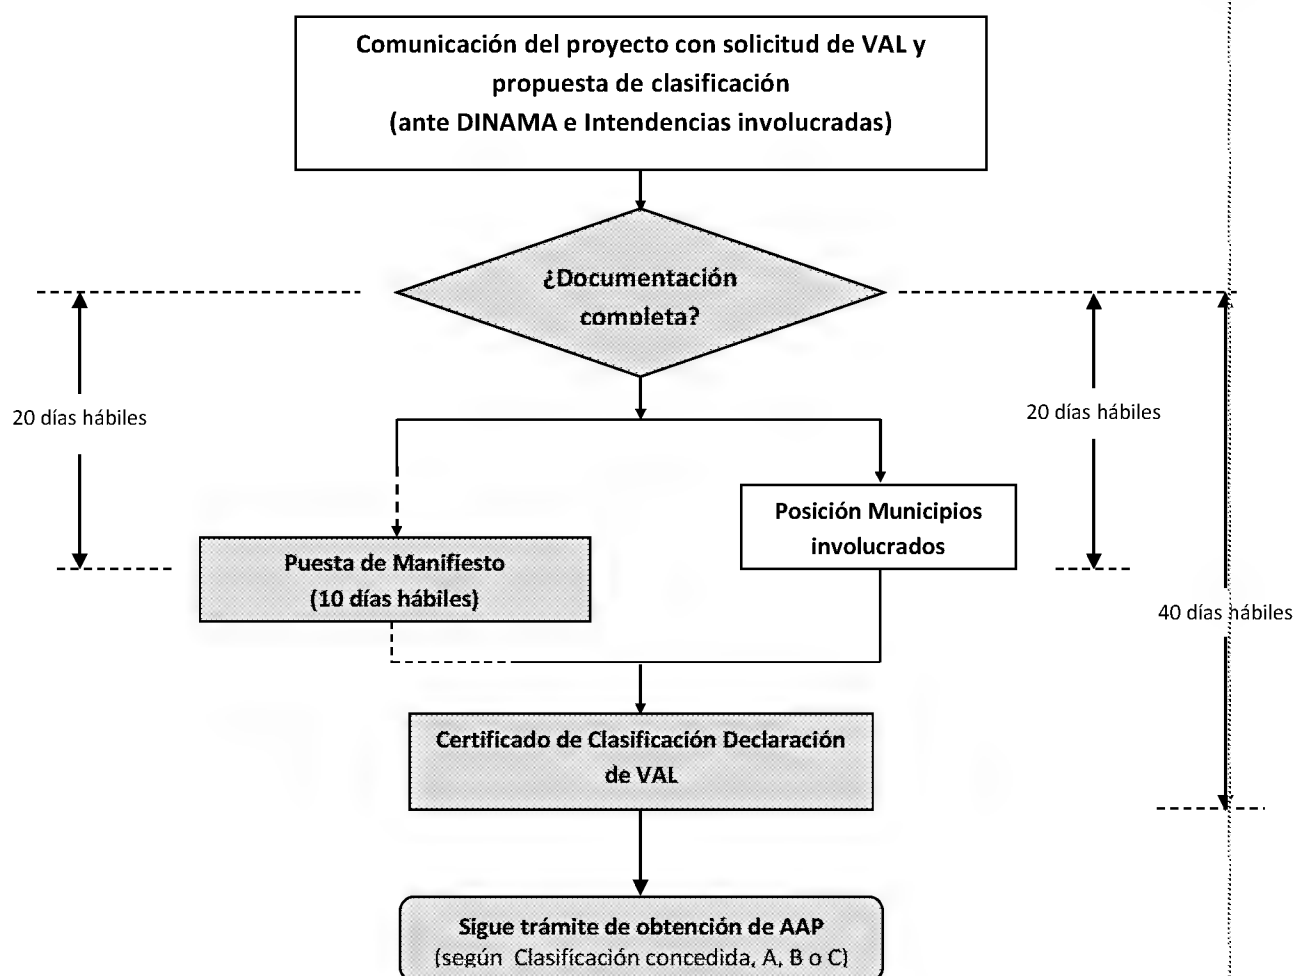 Comunicación del proyecto con solicitud de VAL y
propuesta de clasificación
(ante DINAMA e Intendencias involucradas)
¿Documentación
completa?
20 días hábiles
20 días hábiles
Posición Municipios
involucrados
Puesta de Manifiesto
(10 días hábiles)
40 días hábiles
Certificado de Clasificación Declaración
de VAL
Sigue trámite de obtención de AAP
(según Clasificación concedida, A, B o C)